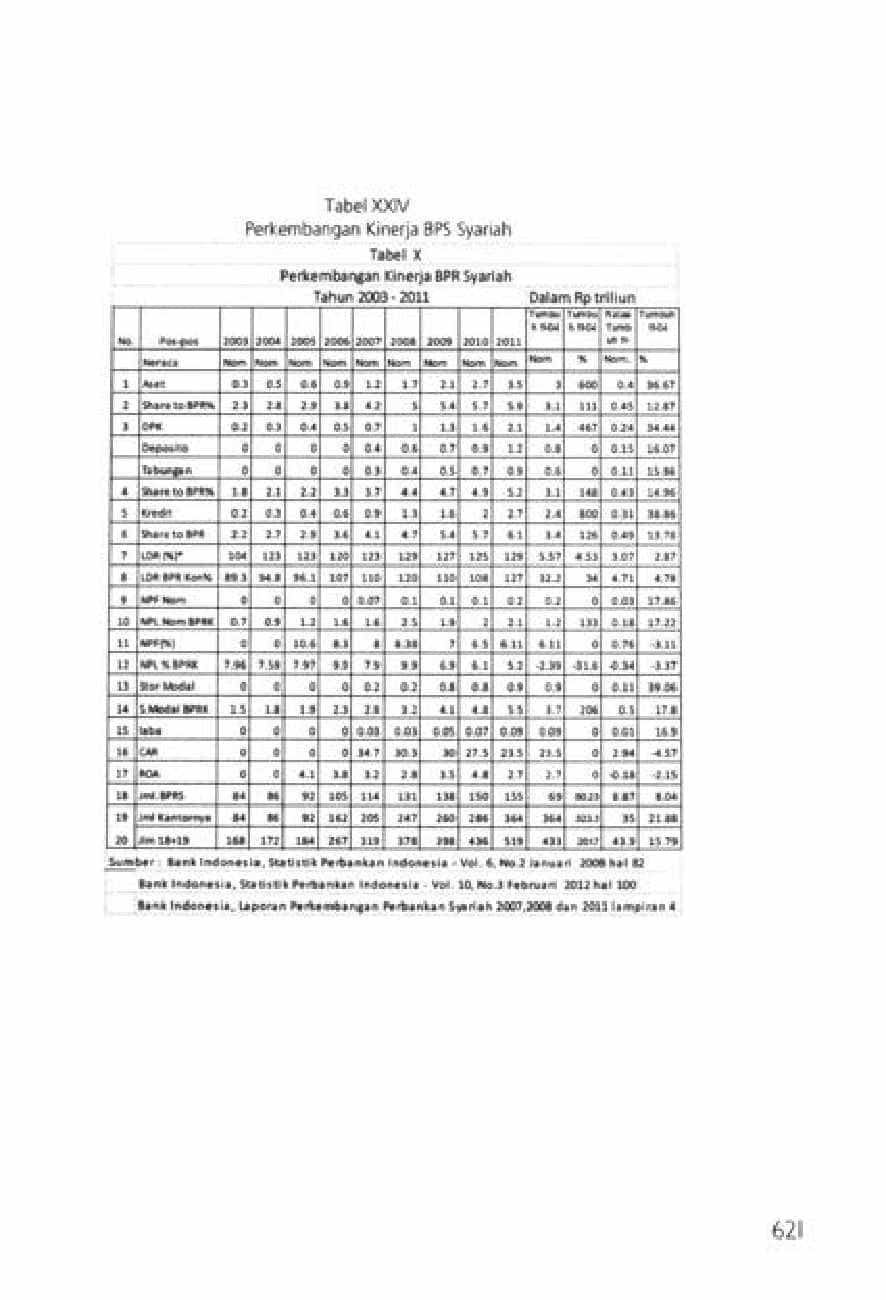 Tabel XXIV
Perkembangan Kinerja BPS Syariah
Tabel X
Perkembangan Kinerja BPR Syariah
Tahun 2003 - 2011 Dalam Rp triliun
No. Pos-pos 2003 2004 2005 2006 2007 2008 2009 2010 2011
Neraca Nom Nom Nom Nom Nom Nom Nom Nom Nom Nom % Nom. %
1 Aset 0.3 0.5 0.6 0.9 1.2 1.7 2.1 2.7 3.5 3 600 0.4 36.67
2 Share to BPR% 2.3 2.8 2.9 3.8 4.2 5 5.4 5.7 5.9 3.1 111 0.45 12.87
3 DPK 0.2 0.3 0.4 0.5 0.7 1 1.3 1.6 2.1 1.4 467 0.24 34.44
Deposito 0 0 0 0 0.4 0.6 0.7 0.9 1.2 0.8 0 0.15 16.07
Tabungan 0 0 0 0 0.3 0.4 0.5 0.7 0.9 0.6 0 0.11 15.86
4 Share to BPR% 1.8 2.1 2.2 3.3 3.7 4.4 4.7 4.9 5.2 3.1 148 0.43 14.96
5 Kredit 0.2 0.3 0.4 0.6 0.9 1.3 1.6 2 2.7 2.4 800 0.31 38.86
6 Share to BPR 2.2 2.7 2.9 3.6 4.1 4.7 5.4 5.7 6.1 3.4 126 0.49 13.78
7 LDR (%)* 104 123 123 120 123 129 127 125 129 5.57 4.53 3.07 2.87
8 LDR BPR Kon% 89.3 94.8 96.1 107 110 120 110 108 127 32.2 34 4.71 4.78
9 NPF Nom 0 0 0 0 0.07 0.1 0.1 0.1 0.2 0.2 0 0.03 17.86
10 NPL Nom BPRK 0.7 0.9 1.2 1.6 1.6 2.5 1.9 2 2.1 1.2 133 0.18 17.22
11 NPF(%) 0 0 10.6 8.3 8 8.38 7 6.5 6.11 6.11 0 0.76 -3.11
12 NPL % BPRK 7.96 7.59 7.97 9.9 7.9 9.9 6.9 6.1 5.2 -2.39 -31.6 -0.34 -3.37
13 Stor Modal 0 0 0 0 0.2 0.2 0.8 0.8 0.9 0.9 0 0.11 39.06
14 S.Modal BPRK 1.5 1.8 1.9 2.3 2.8 3.2 4.1 4.8 5.5 3.7 206 0.5 17.8
15 laba 0 0 0 0 0.03 0.03 0.05 0.07 0.09 0.09 0 0.01 16.9
16 CAR 0 0 0 0 34.7 30.3 30 27.5 23.5 23.5 0 2.94 -4.57
17 ROA 0 0 4.1 3.8 3.2 2.8 3.5 4.8 2.7 2.7 0 -0.18 -2.15
18 Jml.BPRS 84 86 92 105 114 131 138 150 155 69 80.23 8.87 8.04
19 Jml Kantornya 84 86 92 162 205 247 260 286 364 364 35 21.88
20 Jlm 18+19 168 172 184 267 319 378 398 436 519 433 43.9 15.79
Sumber : Bank Indonesia, Statistik Perbankan Indonesia - Vol. 6, No.2 Januari 2008 hal 82
Bank Indonesia, Statistik Perbankan Indonesia - Vol. 10, No.3 Februari 2012 hal 100
Bank Indonesia, Laporan Perkembangan Perbankan Syariah 2007,2008 dan 2011 lampiran 4
621